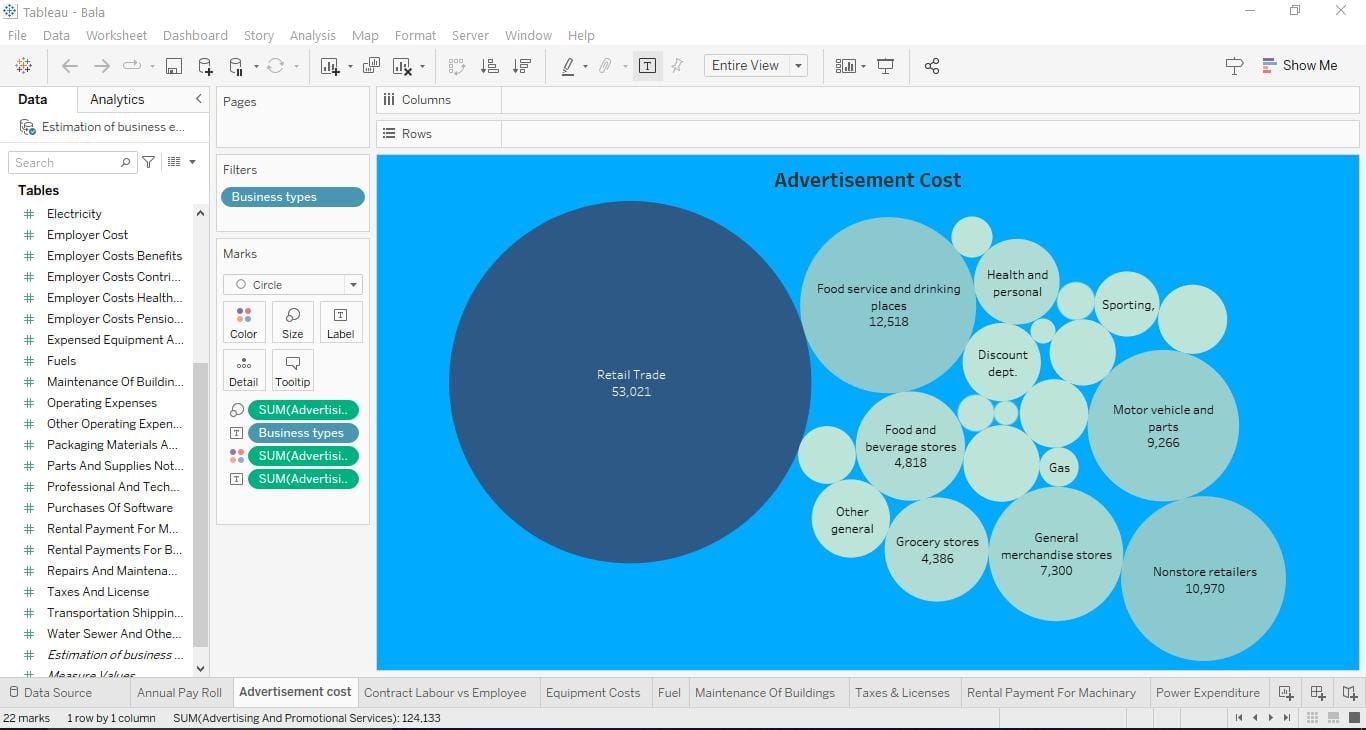 Tableau - Bala
File Data Worksheet Dashboard Story Analysis Map Format Server Window Help
Entire View
Show Me
Data Analytics
Estimation of business e...
Search
Tables
Electricity
Employer Cost
Employer Costs Benefits
Employer Costs Contri...
Employer Costs Health...
Employer Costs Pensio...
Expensed Equipment A...
Fuels
Maintenance Of Buildin...
Operating Expenses
Other Operating Expen...
Packaging Materials A...
Parts And Supplies Not...
Professional And Tech...
Purchases Of Software
Rental Payment For M...
Rental Payments For B...
Repairs And Maintena...
Taxes And License
Transportation Shippin...
Water Sewer And Othe...
Estimation of business ...
Measure Values
Pages
Filters
Business types
Marks
Circle
Color Size Label
Detail Tooltip
SUM(Advertisi..
Business types
SUM(Advertisi..
SUM(Advertisi..
Columns
Rows
Advertisement Cost
Retail Trade
53,021
Food service and drinking
places
12,518
Health and
personal
Sporting,
Discount
dept.
Motor vehicle and
parts
9,266
Food and
beverage stores
4,818
Gas
Other
general
Grocery stores
4,386
General
merchandise stores
7,300
Nonstore retailers
10,970
Data Source Annual Pay Roll Advertisement cost Contract Labour vs Employee Equipment Costs Fuel Maintenance Of Buildings Taxes & Licenses Rental Payment For Machinery Power Expenditure
22 marks 1 row by 1 column SUM(Advertising And Promotional Services): 124,133